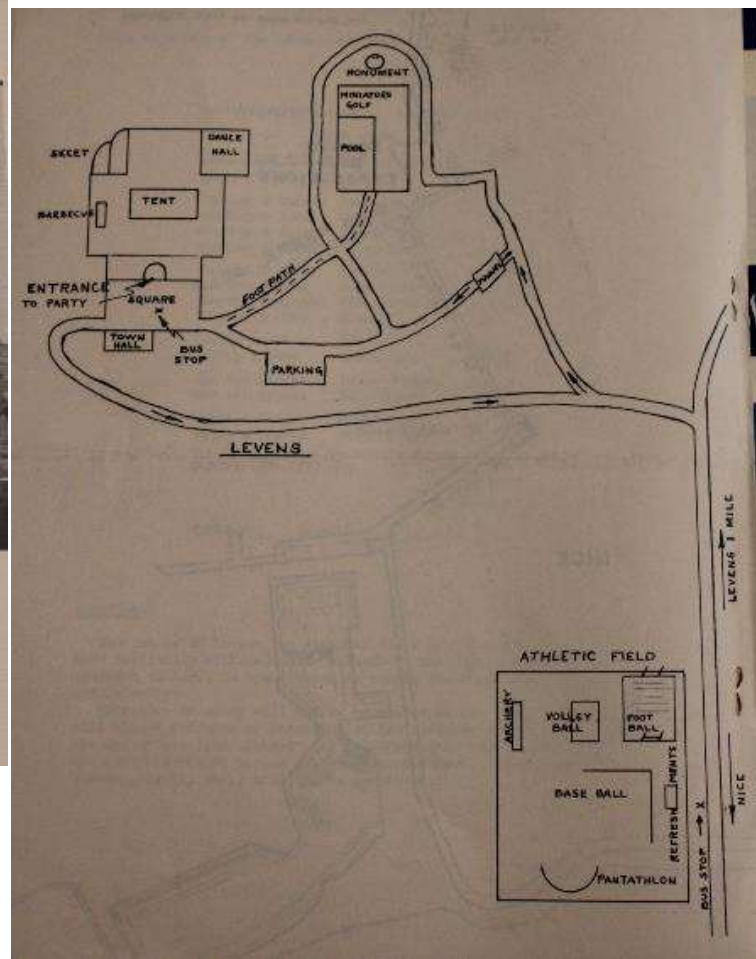 MONUMENT
MINIATURE
GOLF
POOL
DANCE
HALL
SKEET
TENT
BARBECUE
ENTRANCE
TO PARTY
SQUARE
X
FOOT PATH
TOWN
HALL
BUS
STOP
PARKING
LEVENS
LEVENS 1 MILE
ATHLETIC FIELD
ARCHERY
VOLLEY
BALL
FOOT
BALL
BASE BALL
REFRESHMENTS
PANTATHLON
BUS STOP → X
NICE